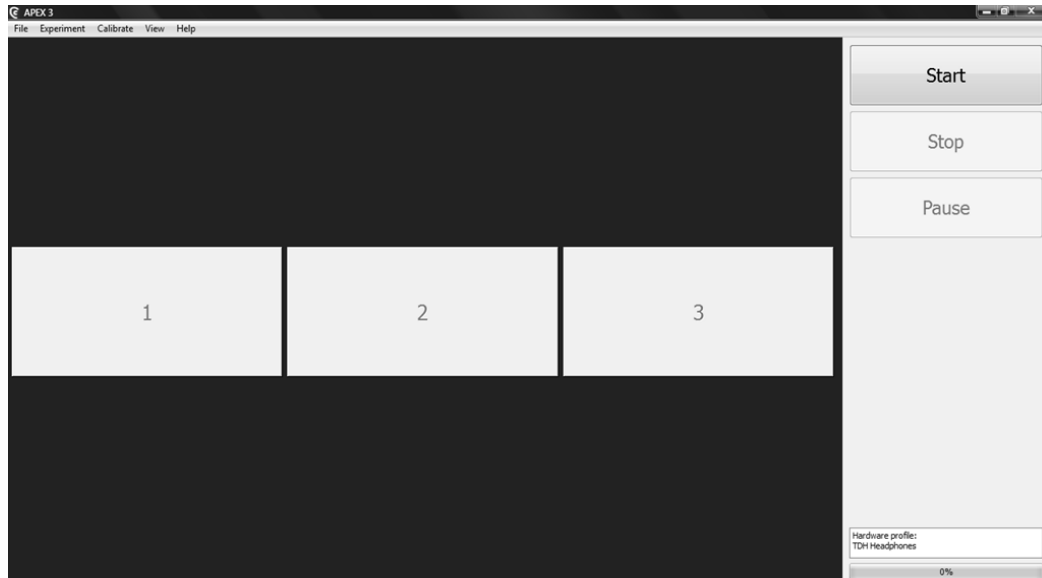 APEX 3
File Experiment Calibrate View Help
Start
Stop
Pause
1 2 3
Hardware profile:
TDH Headphones
0%